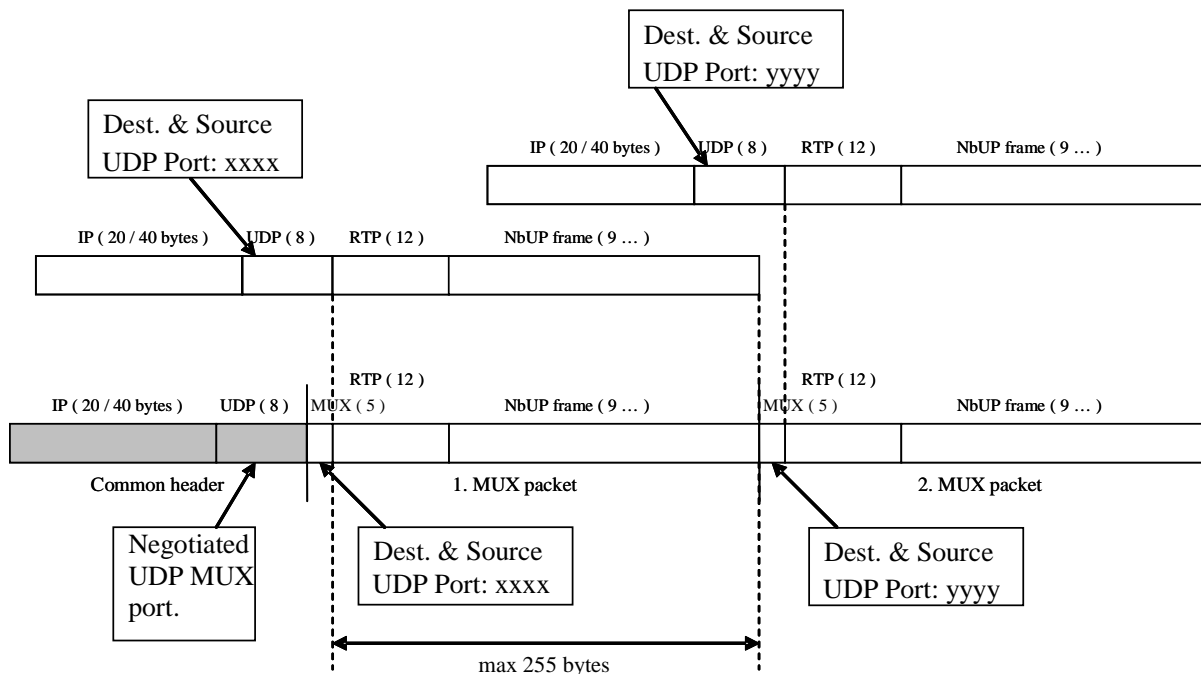 Dest. & Source
UDP Port: yyyy
Dest. & Source
UDP Port: xxxx
IP ( 20 / 40 bytes )
UDP ( 8 )
RTP ( 12 )
NbUP frame ( 9 … )
IP ( 20 / 40 bytes )
UDP ( 8 )
RTP ( 12 )
NbUP frame ( 9 … )
RTP ( 12 )
RTP ( 12 )
IP ( 20 / 40 bytes )
UDP ( 8 )
MUX ( 5 )
NbUP frame ( 9 … )
MUX ( 5 )
NbUP frame ( 9 … )
Common header
1. MUX packet
2. MUX packet
Negotiated
UDP MUX
port.
Dest. & Source
UDP Port: xxxx
Dest. & Source
UDP Port: yyyy
max 255 bytes